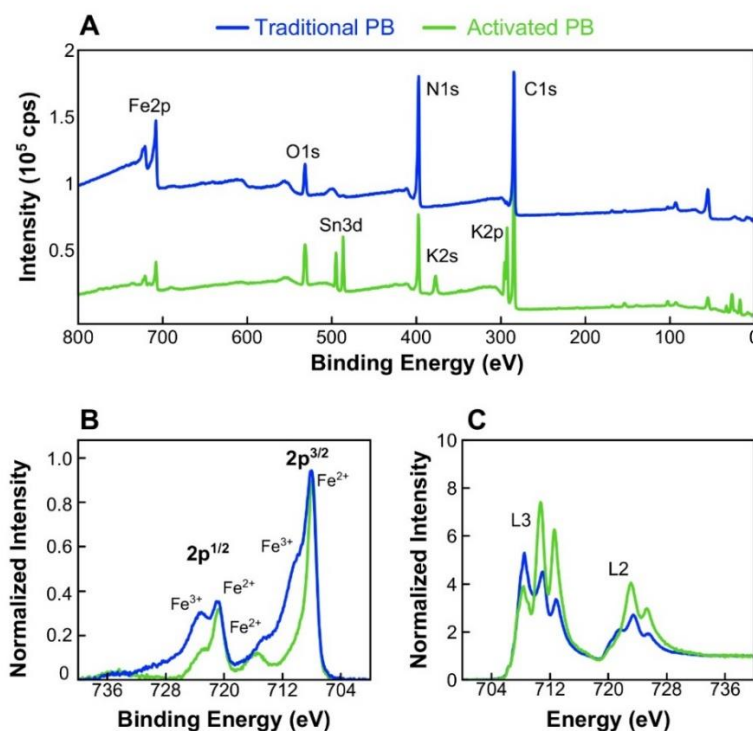 A
Traditional PB Activated PB
2
1.5
1
0.5
Intensity (10⁵ cps)
Fe2p
O1s
Sn3d
N1s
K2s
K2p
C1s
800 700 600 500 400 300 200 100 0
Binding Energy (eV)
B
1.0
0.8
0.6
0.4
0.2
0
Normalized Intensity
2p³/²
Fe²⁺
Fe³⁺
2p¹/²
Fe³⁺
Fe²⁺
Fe²⁺
736 728 720 712 704
Binding Energy (eV)
C
10
8
6
4
2
0
Normalized Intensity
L3
L2
704 712 720 728 736
Energy (eV)